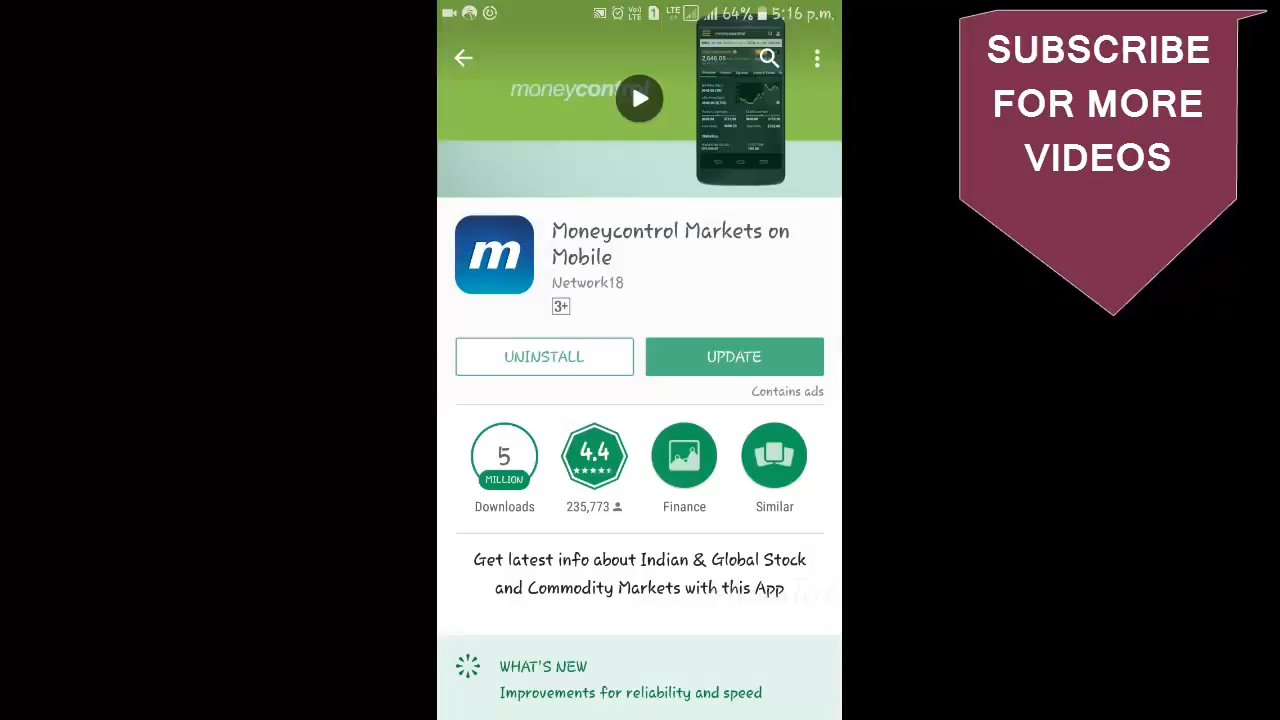 64% 5:16 p.m.
moneycontrol
Moneycontrol Markets on
Mobile
Network18
3+
UNINSTALL
UPDATE
Contains ads
5
MILLION
4.4
Downloads
235,773
Finance
Similar
Get latest info about Indian & Global Stock
and Commodity Markets with this App
WHAT'S NEW
Improvements for reliability and speed
SUBSCRIBE
FOR MORE
VIDEOS